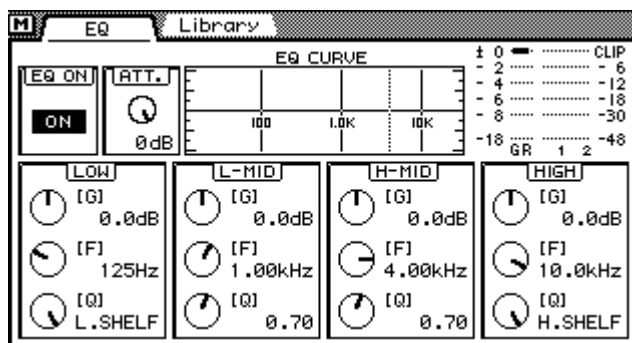 M EQ Library
EQ ON ATT. EQ CURVE
ON 0dB
100 1.0K 10K
± 0 CLIP
- 2 - 6
- 4 -12
- 6 -18
- 8 -30
-18 -48
GR 1 2
LOW
[G] 0.0dB
[F] 125Hz
[Q] L.SHELF
L-MID
[G] 0.0dB
[F] 1.00kHz
[Q] 0.70
H-MID
[G] 0.0dB
[F] 4.00kHz
[Q] 0.70
HIGH
[G] 0.0dB
[F] 10.0kHz
[Q] H.SHELF